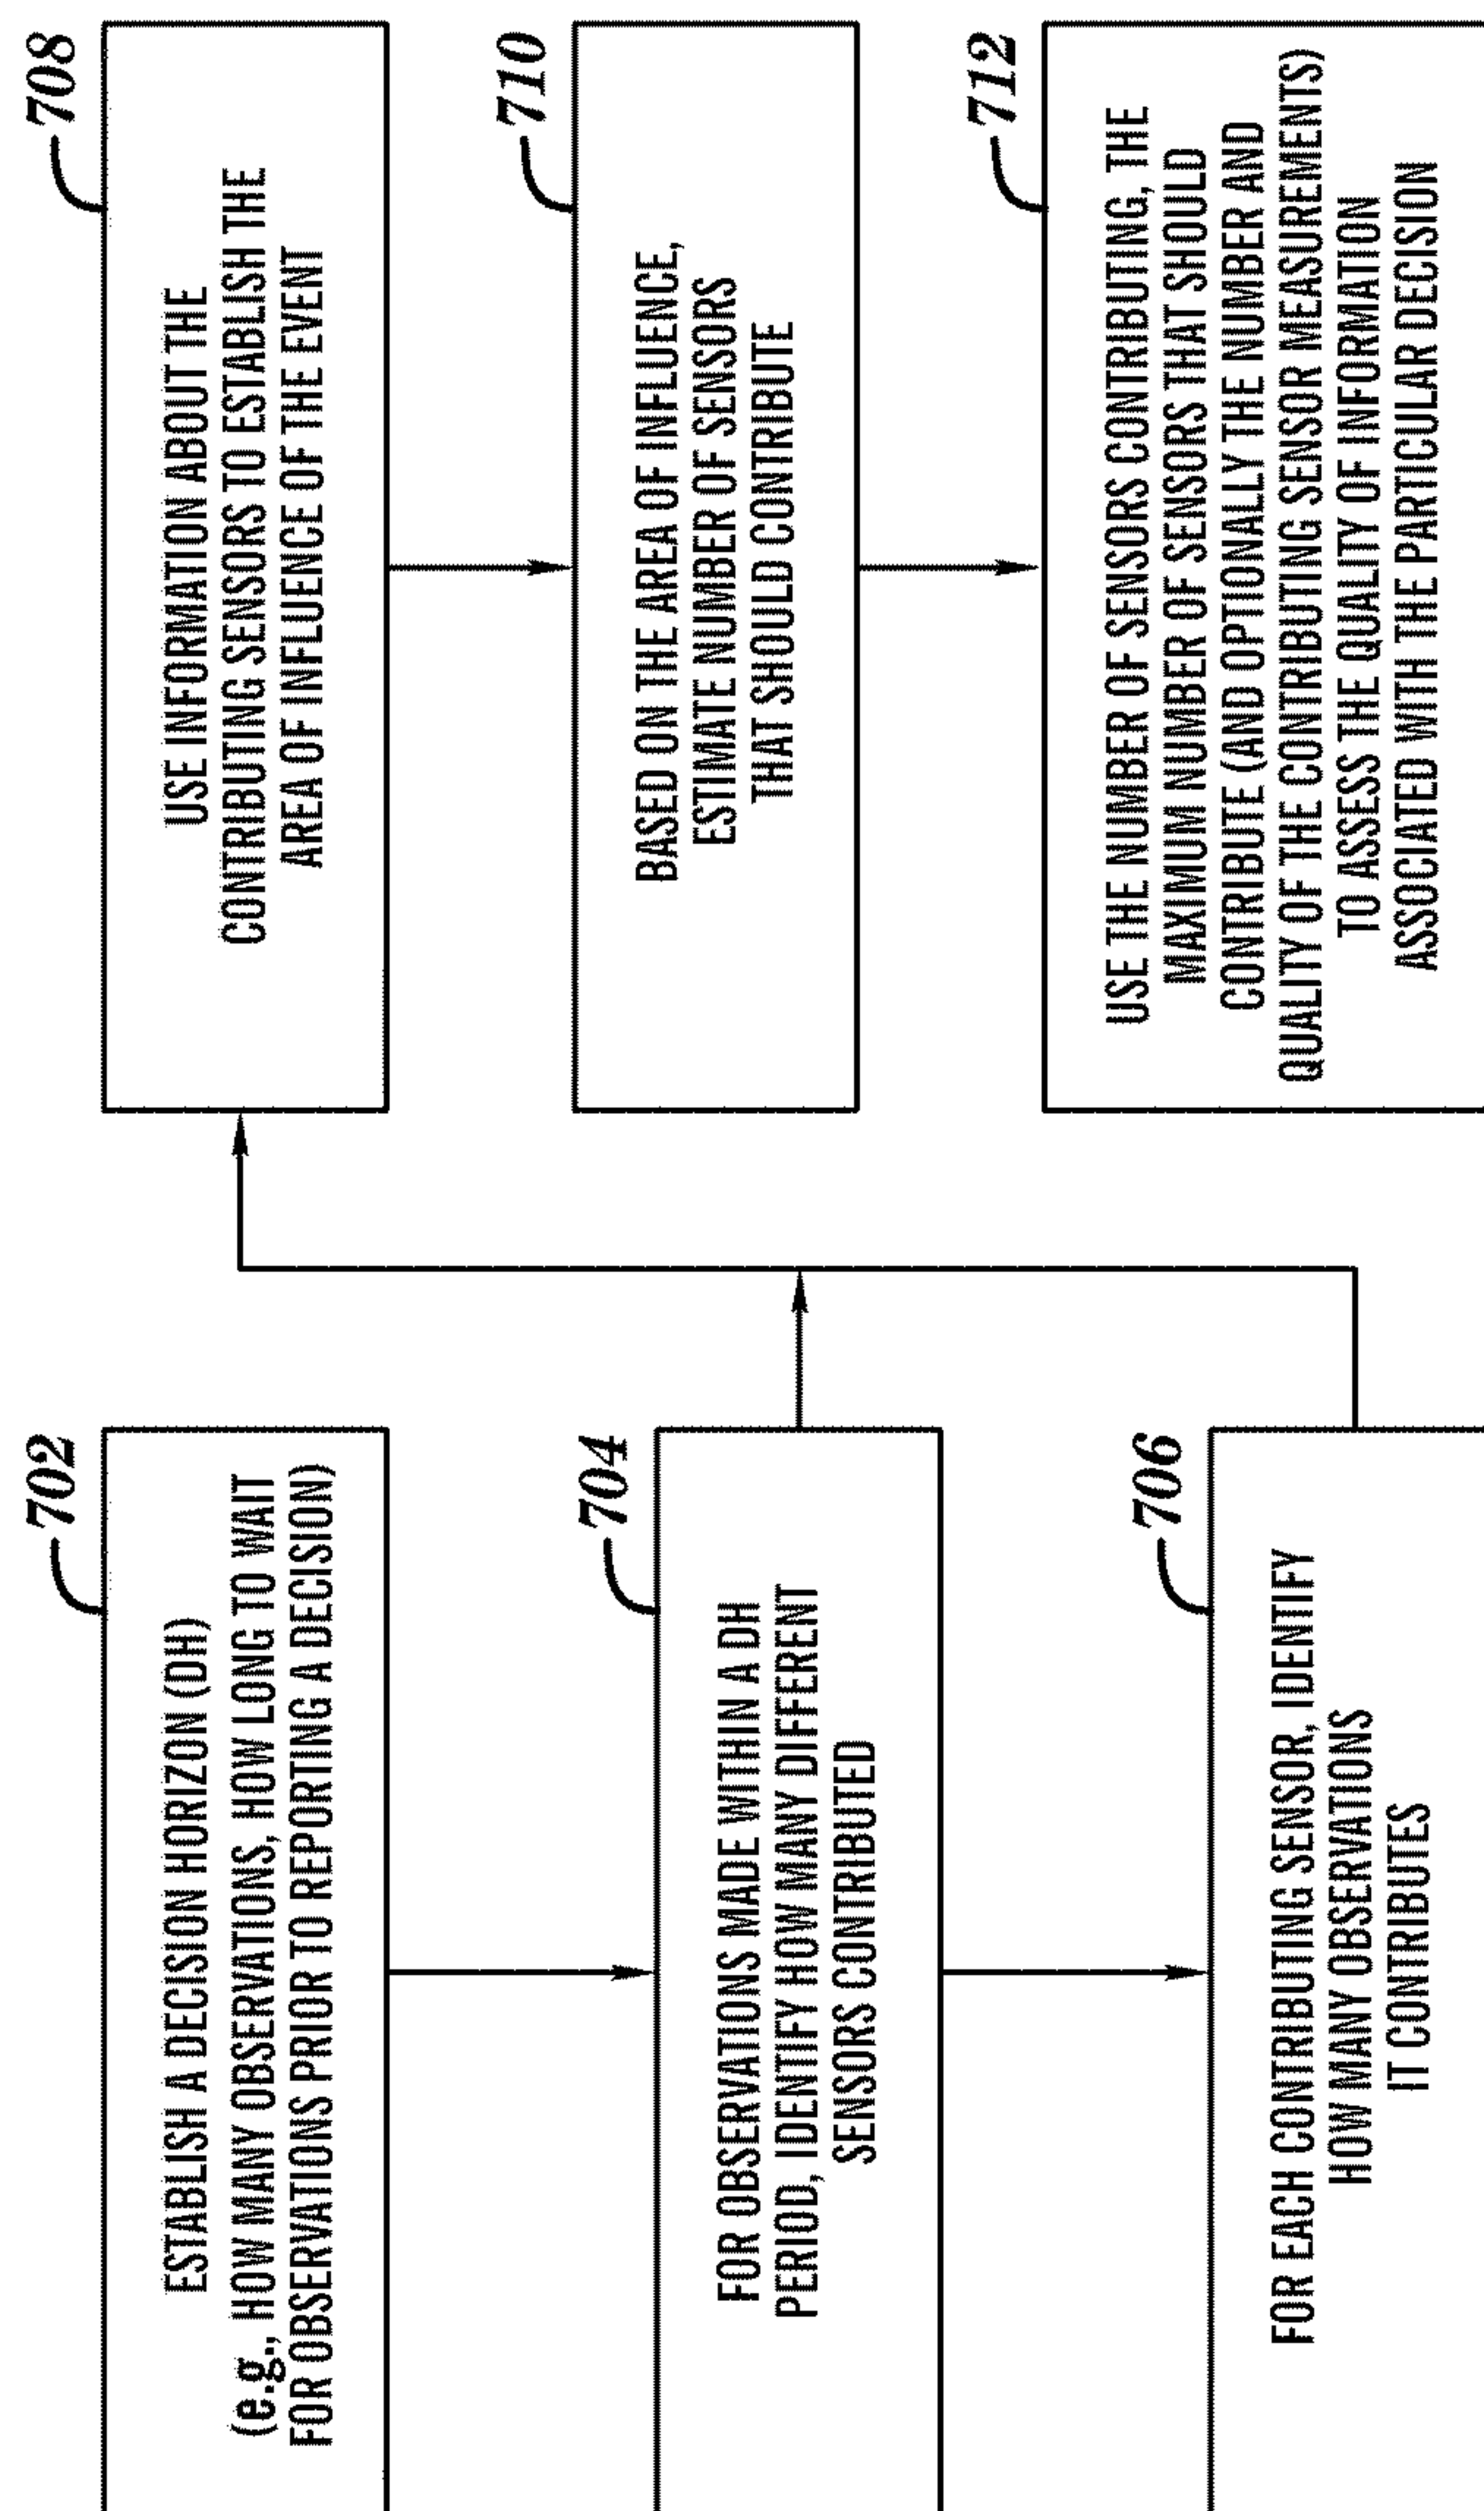 702
ESTABLISH A DECISION HORIZON (DH)
(e.g., HOW MANY OBSERVATIONS, HOW LONG TO WAIT
FOR OBSERVATIONS PRIOR TO REPORTING A DECISION)
704
FOR OBSERVATIONS MADE WITHIN A DH
PERIOD, IDENTIFY HOW MANY DIFFERENT
SENSORS CONTRIBUTED
706
FOR EACH CONTRIBUTING SENSOR, IDENTIFY
HOW MANY OBSERVATIONS
IT CONTRIBUTES
708
USE INFORMATION ABOUT THE
CONTRIBUTING SENSORS TO ESTABLISH THE
AREA OF INFLUENCE OF THE EVENT
710
BASED ON THE AREA OF INFLUENCE,
ESTIMATE NUMBER OF SENSORS
THAT SHOULD CONTRIBUTE
712
USE THE NUMBER OF SENSORS CONTRIBUTING, THE
MAXIMUM NUMBER OF SENSORS THAT SHOULD
CONTRIBUTE (AND OPTIONALLY THE NUMBER AND
QUALITY OF THE CONTRIBUTING SENSOR MEASUREMENTS)
TO ASSESS THE QUALITY OF INFORMATION
ASSOCIATED WITH THE PARTICULAR DECISION